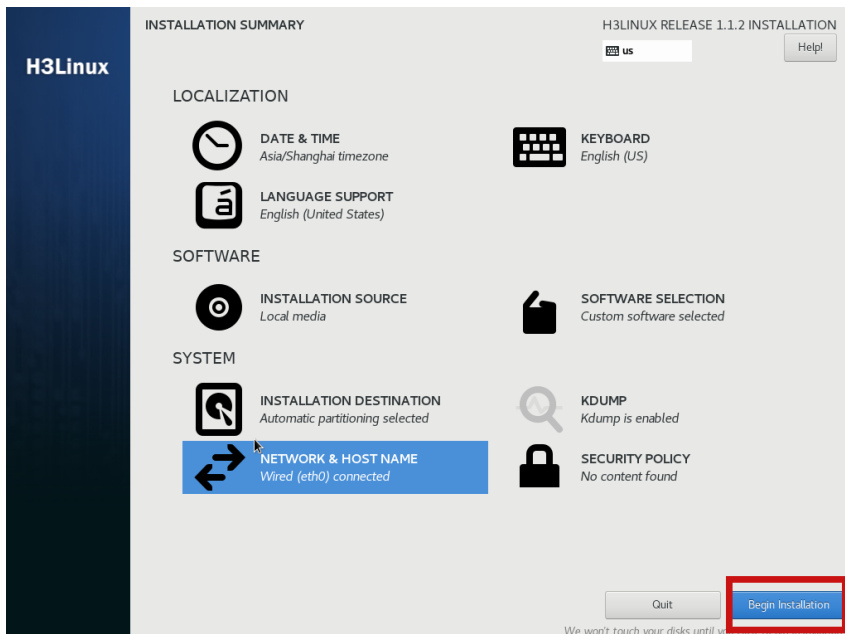 INSTALLATION SUMMARY
H3LINUX RELEASE 1.1.2 INSTALLATION
us
Help!
H3Linux
LOCALIZATION
DATE & TIME
Asia/Shanghai timezone
KEYBOARD
English (US)
á
LANGUAGE SUPPORT
English (United States)
SOFTWARE
INSTALLATION SOURCE
Local media
SOFTWARE SELECTION
Custom software selected
SYSTEM
INSTALLATION DESTINATION
Automatic partitioning selected
KDUMP
Kdump is enabled
NETWORK & HOST NAME
Wired (eth0) connected
SECURITY POLICY
No content found
Quit
Begin Installation
We won't touch your disks until